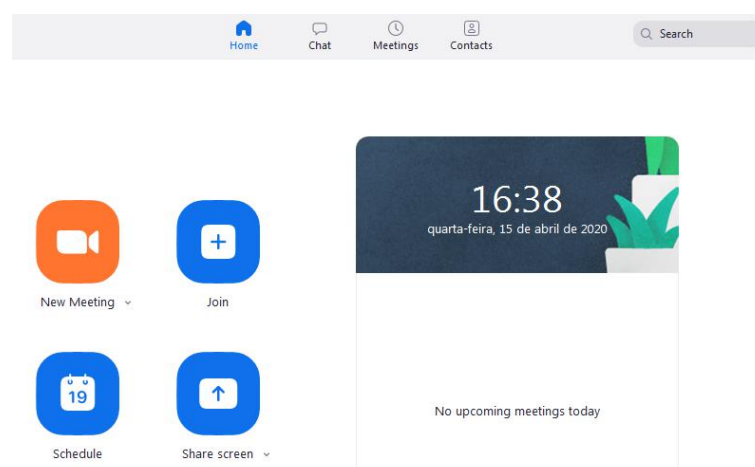 Home
Chat
Meetings
Contacts
Search
16:38
quarta-feira, 15 de abril de 2020
New Meeting
Join
19
Schedule
Share screen
No upcoming meetings today